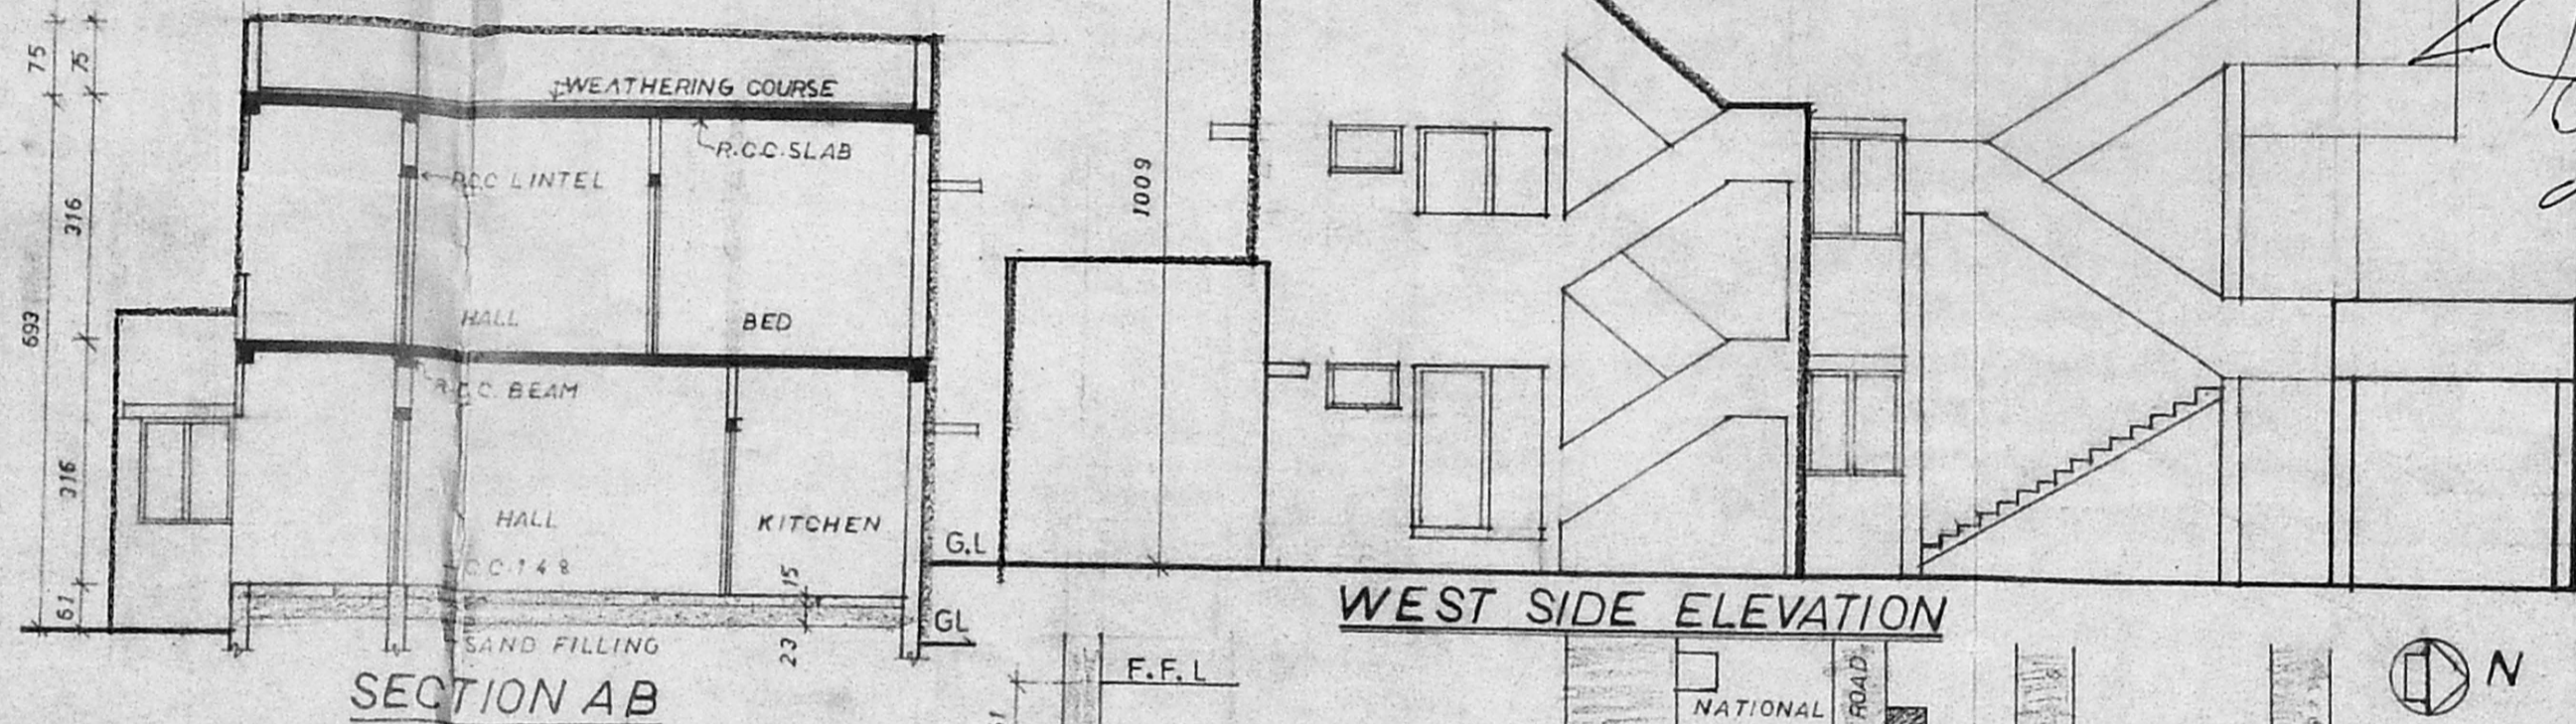 75
75
WEATHERING COURSE
R.C.C. SLAB
R.C.C LINTEL
316
693
HALL
BED
R.C.C. BEAM
316
HALL
KITCHEN
C.C.1 4 8
15
61
SAND FILLING
23
GL
SECTION AB
1009
G.L
WEST SIDE ELEVATION
F.F.L
NATIONAL
ROAD
N